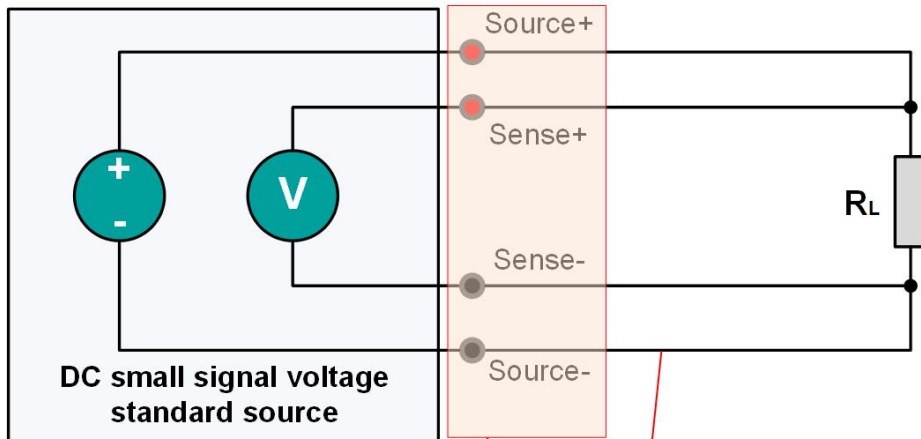 Source+
Sense+
+
-
V
RL
Sense-
Source-
DC small signal voltage
standard source